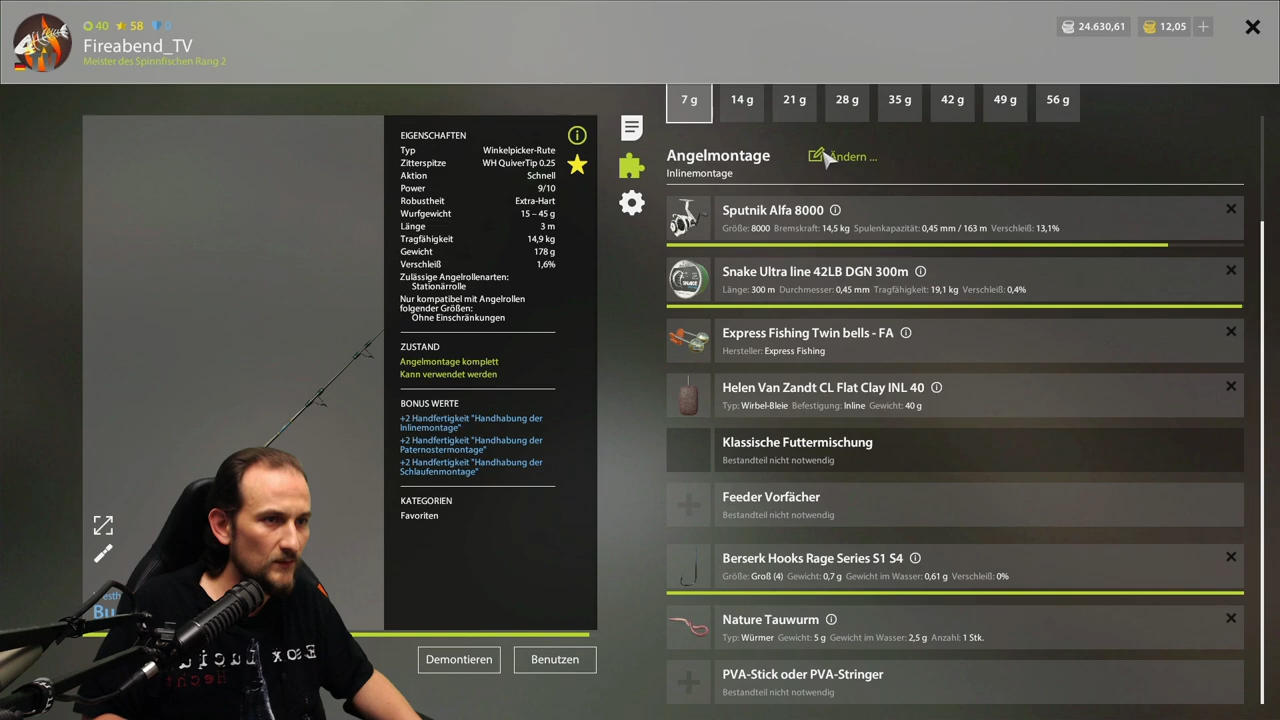 40 58 0
Fireabend_TV
Meister des Spinnfischen Rang 2
24.630,61 12,05
7 g 14 g 21 g 28 g 35 g 42 g 49 g 56 g
EIGENSCHAFTEN
Typ Winkelpicker-Rute
Zitterspitze WH QuiverTip 0.25
Aktion Schnell
Power 9/10
Robustheit Extra-Hart
Wurfgewicht 15 – 45 g
Länge 3 m
Tragfähigkeit 14,9 kg
Gewicht 178 g
Verschleiß 1,6%
Zulässige Angelrollenarten:
Stationärrolle
Nur kompatibel mit Angelrollen
folgender Größen:
Ohne Einschränkungen
ZUSTAND
Angelmontage komplett
Kann verwendet werden
BONUS WERTE
+2 Handfertigkeit "Handhabung der
Inlinemontage"
+2 Handfertigkeit "Handhabung der
Paternostermontage"
+2 Handfertigkeit "Handhabung der
Schlaufenmontage"
KATEGORIEN
Favoriten
Demontieren Benutzen
Angelmontage Ändern ...
Inlinemontage
Sputnik Alfa 8000
Größe: 8000 Bremskraft: 14,5 kg Spulenkapazität: 0,45 mm / 163 m Verschleiß: 13,1%
Snake Ultra line 42LB DGN 300m
Länge: 300 m Durchmesser: 0,45 mm Tragfähigkeit: 19,1 kg Verschleiß: 0,4%
Express Fishing Twin bells - FA
Hersteller: Express Fishing
Helen Van Zandt CL Flat Clay INL 40
Typ: Wirbel-Bleie Befestigung: Inline Gewicht: 40 g
Klassische Futtermischung
Bestandteil nicht notwendig
Feeder Vorfächer
Bestandteil nicht notwendig
Berserk Hooks Rage Series S1 S4
Größe: Groß (4) Gewicht: 0,7 g Gewicht im Wasser: 0,61 g Verschleiß: 0%
Nature Tauwurm
Typ: Würmer Gewicht: 5 g Gewicht im Wasser: 2,5 g Anzahl: 1 Stk.
PVA-Stick oder PVA-Stringer
Bestandteil nicht notwendig